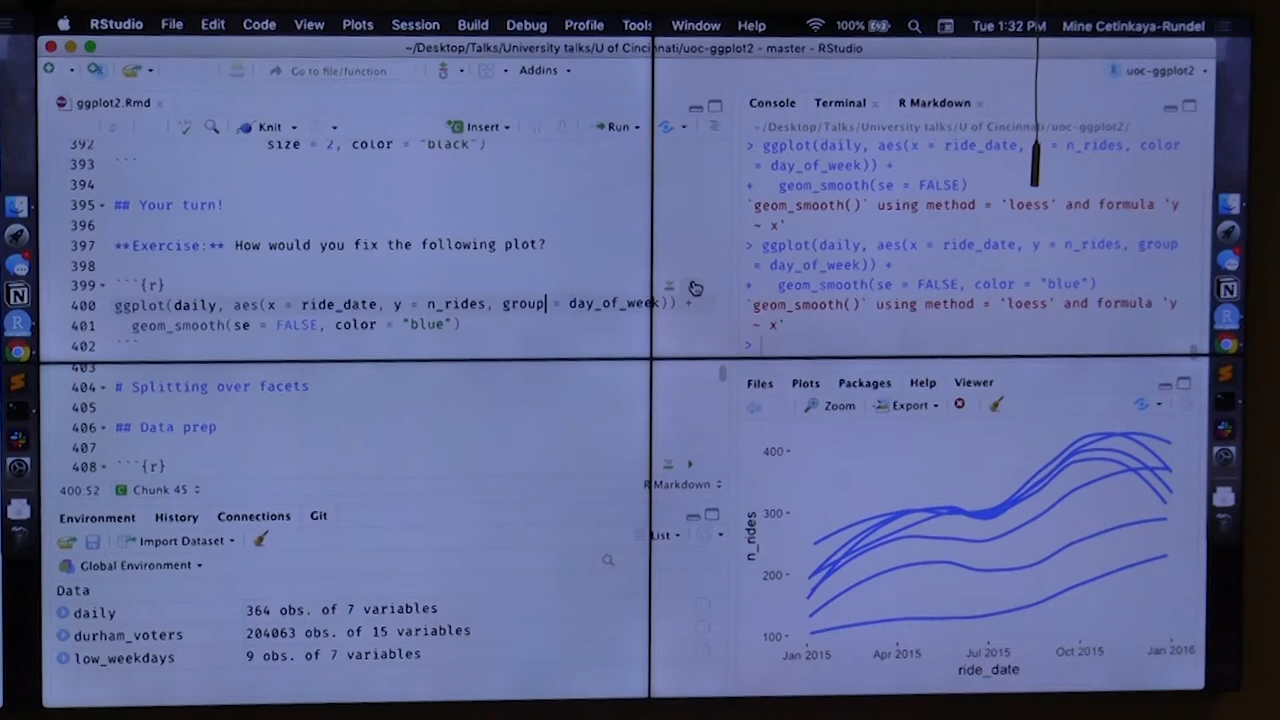 RStudio File Edit Code View Plots Session Build Debug Profile Tools Window Help 100% Tue 1:32 PM Mine Cetinkaya-Rundel
~/Desktop/Talks/University talks/U of Cincinnati/uoc-ggplot2 - master - RStudio
Go to file/function Addins uoc-ggplot2
ggplot2.Rmd
Knit Insert Run
392 size = 2, color = "black")
393 ```
394
395 ## Your turn!
396
397 **Exercise:** How would you fix the following plot?
398
399 ```{r}
400 ggplot(daily, aes(x = ride_date, y = n_rides, group = day_of_week)) +
401 geom_smooth(se = FALSE, color = "blue")
402 ```
403
404 # Splitting over facets
405
406 ## Data prep
407
408 ```{r}
400:52 Chunk 45 R Markdown
Console Terminal R Markdown
~/Desktop/Talks/University talks/U of Cincinnati/uoc-ggplot2/
> ggplot(daily, aes(x = ride_date, = n_rides, color
= day_of_week)) +
+ geom_smooth(se = FALSE)
`geom_smooth()` using method = 'loess' and formula 'y
~ x'
> ggplot(daily, aes(x = ride_date, y = n_rides, group
= day_of_week)) +
+ geom_smooth(se = FALSE, color = "blue")
`geom_smooth()` using method = 'loess' and formula 'y
~ x'
>
Environment History Connections Git
Import Dataset List
Global Environment
Data
daily 364 obs. of 7 variables
durham_voters 204063 obs. of 15 variables
low_weekdays 9 obs. of 7 variables
Files Plots Packages Help Viewer
Zoom Export
400
300
200
100
n_rides
Jan 2015 Apr 2015 Jul 2015 Oct 2015 Jan 2016
ride_date